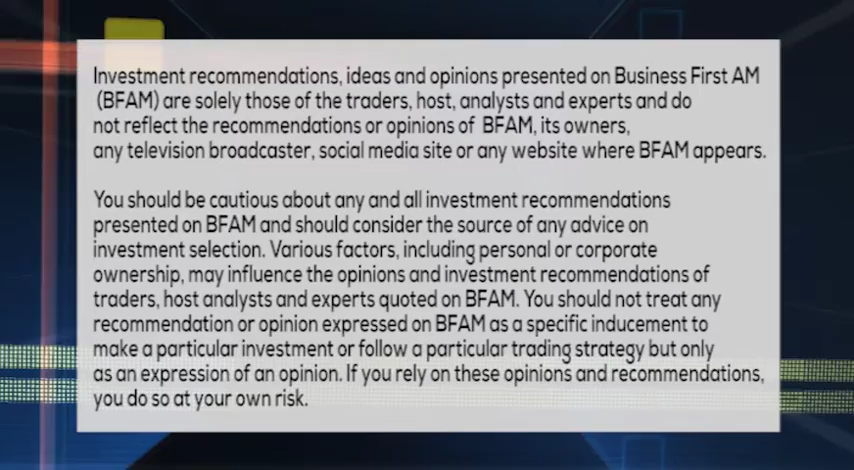 Investment recommendations, ideas and opinions presented on Business First AM
(BFAM) are solely those of the traders, host, analysts and experts and do
not reflect the recommendations or opinions of BFAM, its owners,
any television broadcaster, social media site or any website where BFAM appears.
You should be cautious about any and all investment recommendations
presented on BFAM and should consider the source of any advice on
investment selection. Various factors, including personal or corporate
ownership, may influence the opinions and investment recommendations of
traders, host analysts and experts quoted on BFAM. You should not treat any
recommendation or opinion expressed on BFAM as a specific inducement to
make a particular investment or follow a particular trading strategy but only
as an expression of an opinion. If you rely on these opinions and recommendations,
you do so at your own risk.